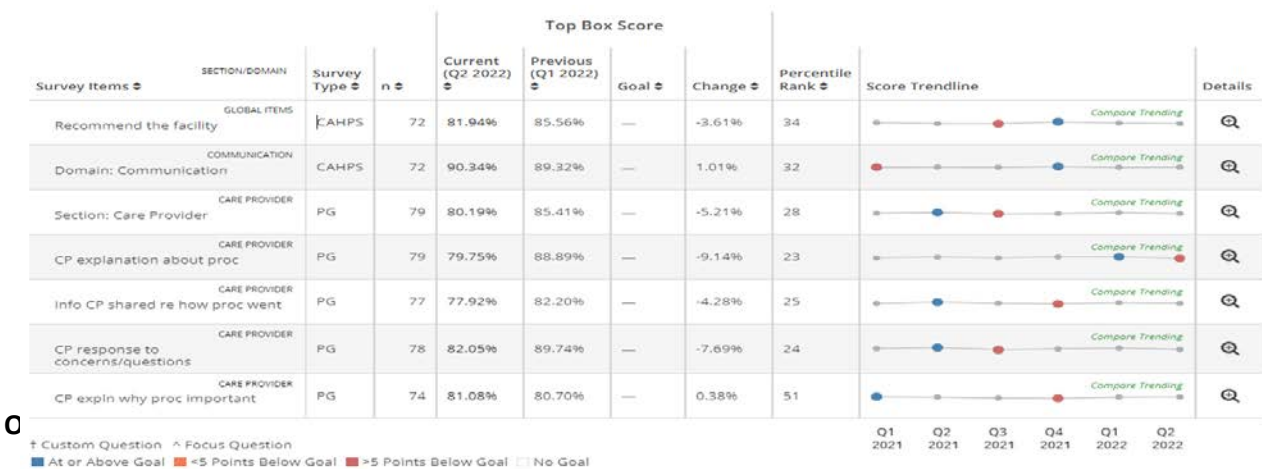 Top Box Score
SECTION/DOMAIN
Survey Items
Survey Type
n
Current (Q2 2022)
Previous (Q1 2022)
Goal
Change
Percentile Rank
Score Trendline
Details
GLOBAL ITEMS
Recommend the facility CAHPS 72 81.94% 85.56% — -3.61% 34 Compare Trending
COMMUNICATION
Domain: Communication CAHPS 72 90.34% 89.32% — 1.01% 32 Compare Trending
CARE PROVIDER
Section: Care Provider PG 79 80.19% 85.41% — -5.21% 28 Compare Trending
CARE PROVIDER
CP explanation about proc PG 79 79.75% 88.89% — -9.14% 23 Compare Trending
CARE PROVIDER
Info CP shared re how proc went PG 77 77.92% 82.20% — -4.28% 25 Compare Trending
CARE PROVIDER
CP response to
concerns/questions PG 78 82.05% 89.74% — -7.69% 24 Compare Trending
CARE PROVIDER
CP expln why proc important PG 74 81.08% 80.70% — 0.38% 51 Compare Trending
Q1 2021 Q2 2021 Q3 2021 Q4 2021 Q1 2022 Q2 2022
† Custom Question ^ Focus Question
At or Above Goal <5 Points Below Goal >5 Points Below Goal No Goal